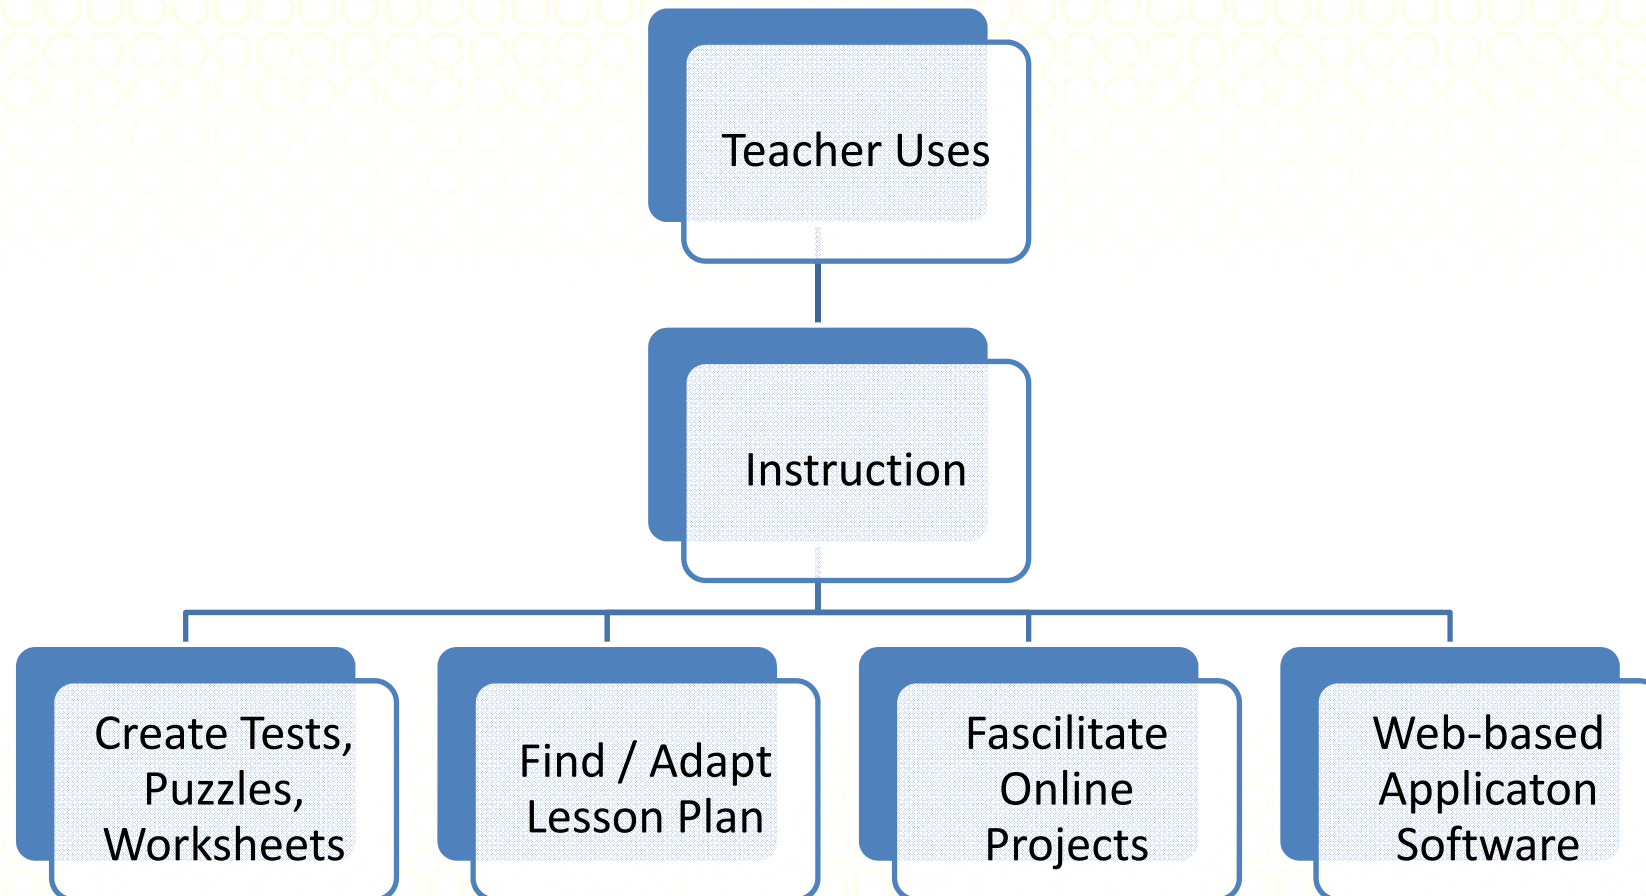 Teacher Uses
Instruction
Create Tests,
Puzzles,
Worksheets
Find / Adapt
Lesson Plan
Fascilitate
Online
Projects
Web-based
Applicaton
Software